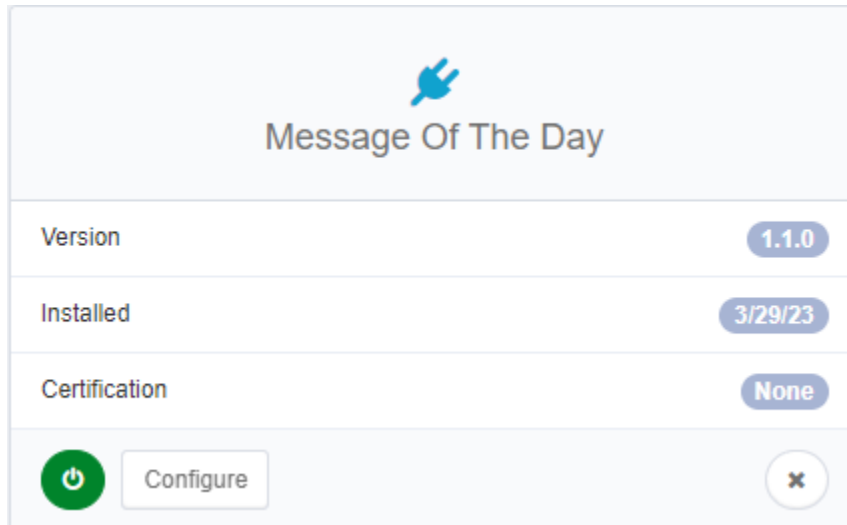 Message Of The Day
Version 1.1.0
Installed 3/29/23
Certification None
Configure